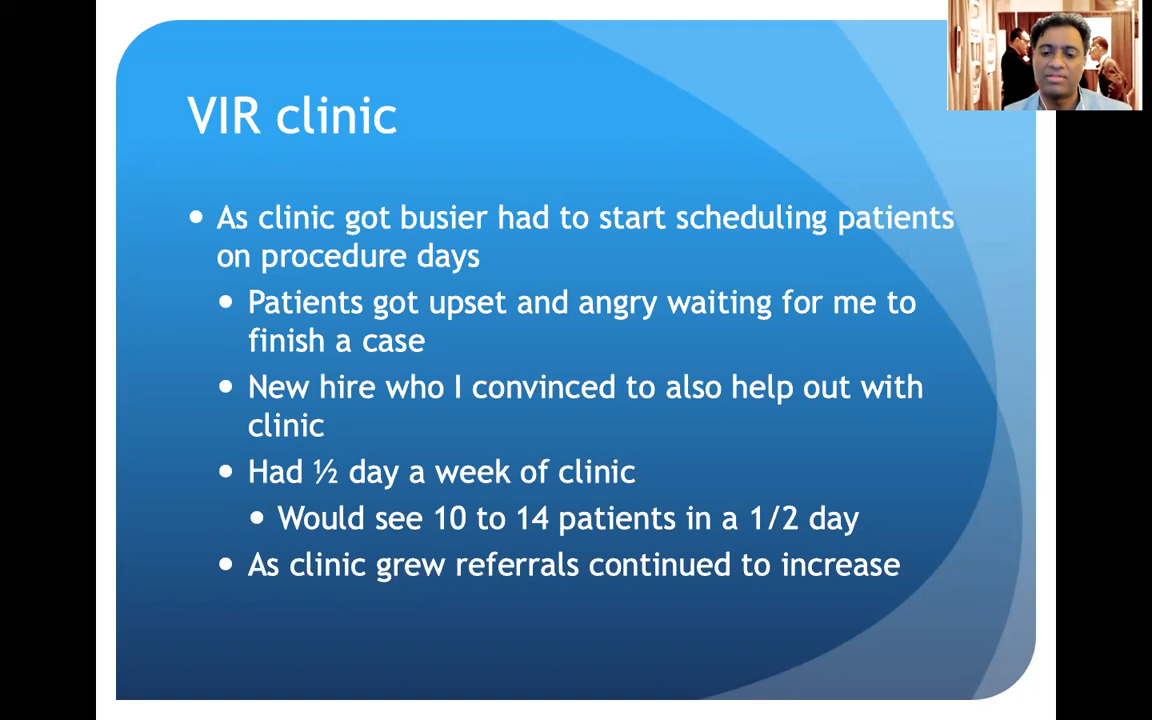 VIR clinic
• As clinic got busier had to start scheduling patients
on procedure days
• Patients got upset and angry waiting for me to
finish a case
• New hire who I convinced to also help out with
clinic
• Had ½ day a week of clinic
• Would see 10 to 14 patients in a 1/2 day
• As clinic grew referrals continued to increase